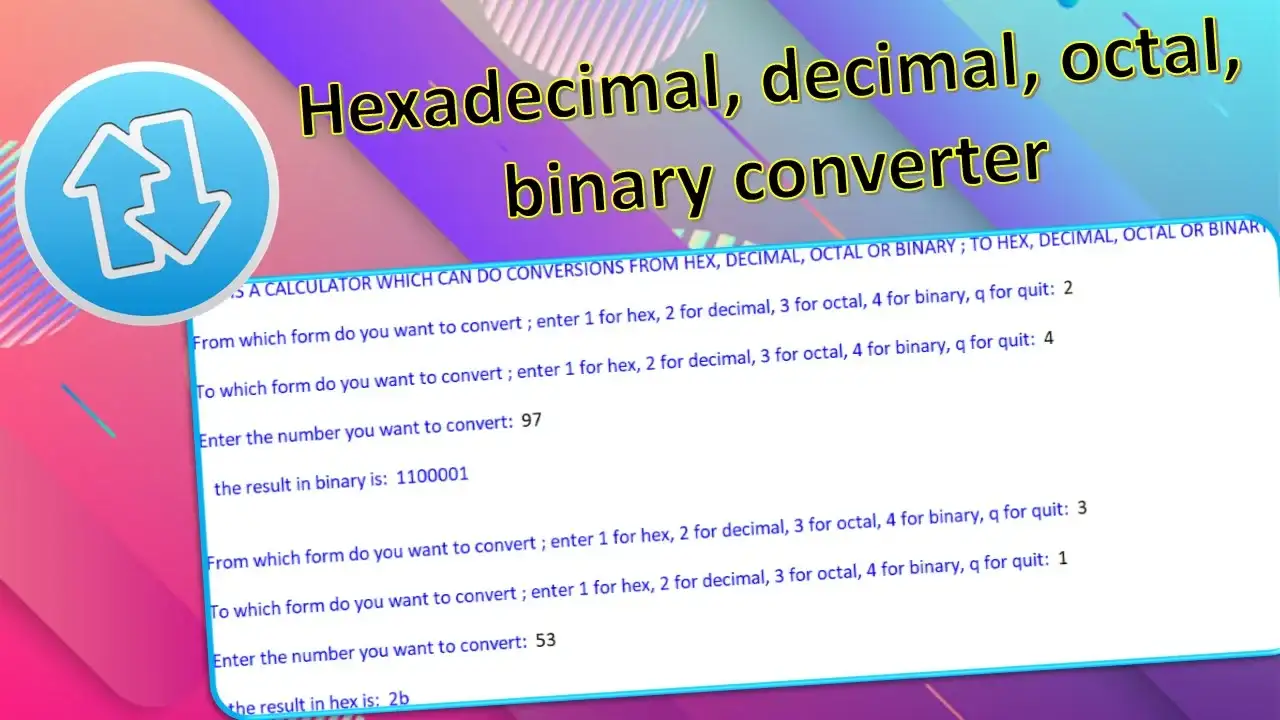 Hexadecimal, decimal, octal,
binary converter
S A CALCULATOR WHICH CAN DO CONVERSIONS FROM HEX, DECIMAL, OCTAL OR BINARY ; TO HEX, DECIMAL, OCTAL OR BINARY
From which form do you want to convert ; enter 1 for hex, 2 for decimal, 3 for octal, 4 for binary, q for quit: 2
To which form do you want to convert ; enter 1 for hex, 2 for decimal, 3 for octal, 4 for binary, q for quit: 4
Enter the number you want to convert: 97
the result in binary is: 1100001
From which form do you want to convert ; enter 1 for hex, 2 for decimal, 3 for octal, 4 for binary, q for quit: 3
To which form do you want to convert ; enter 1 for hex, 2 for decimal, 3 for octal, 4 for binary, q for quit: 1
Enter the number you want to convert: 53
the result in hex is: 2b